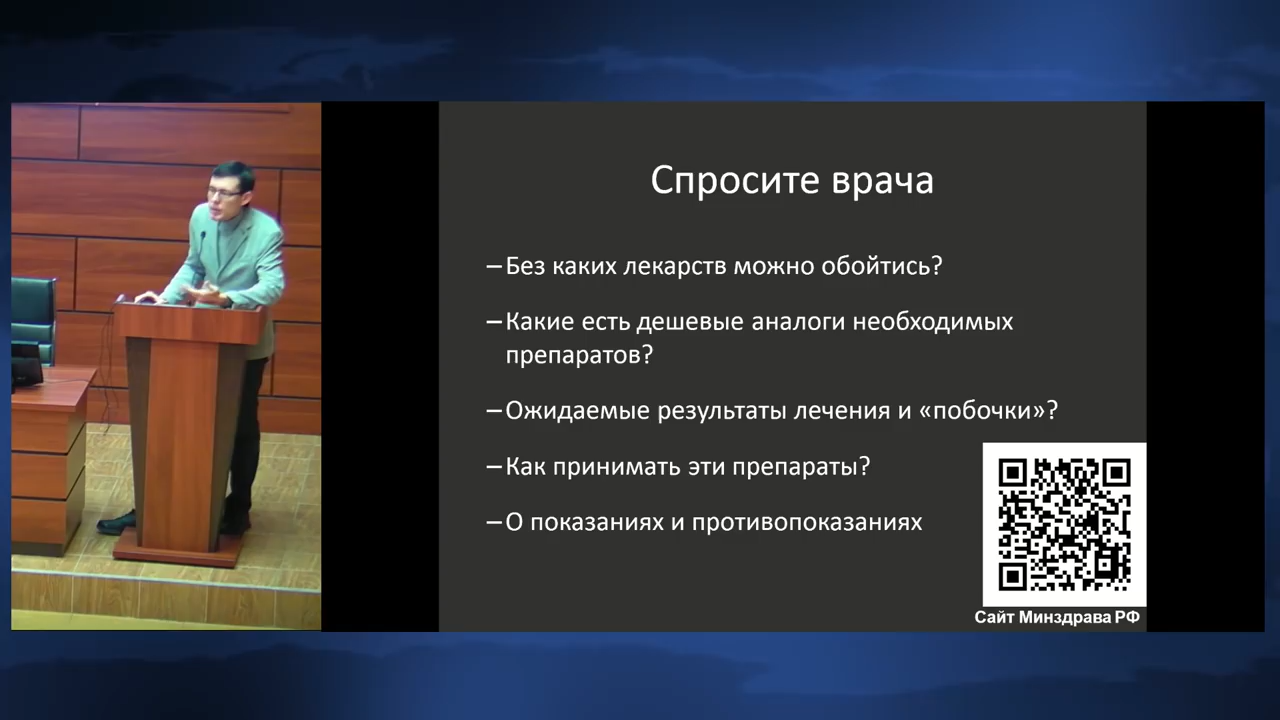 Спросите врача
–Без каких лекарств можно обойтись?
–Какие есть дешевые аналоги необходимых
препаратов?
–Ожидаемые результаты лечения и «побочки»?
–Как принимать эти препараты?
–О показаниях и противопоказаниях
Сайт Минздрава РФ